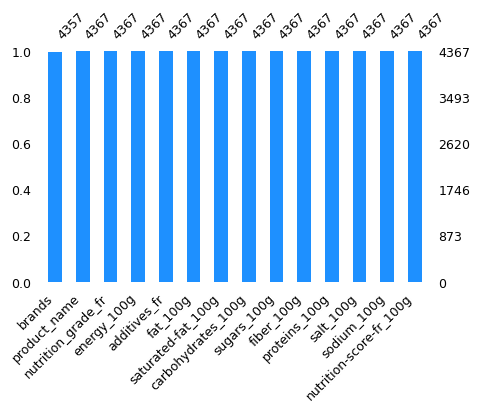 4357 4367 4367 4367 4367 4367 4367 4367 4367 4367 4367 4367 4367 4367
1.0 4367
0.8 3493
0.6 2620
0.4 1746
0.2 873
0.0 0
brands
product_name
nutrition_grade_fr
energy_100g
additives_fr
fat_100g
saturated-fat_100g
carbohydrates_100g
sugars_100g
fiber_100g
proteins_100g
salt_100g
sodium_100g
nutrition-score-fr_100g